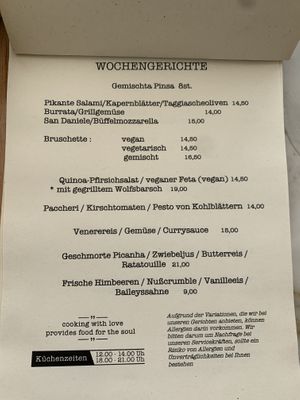 WOCHENGERICHTE
Gemischta Pinsa 8st.
Pikante Salami/Kapernblätter/Taggiascheoliven 14,50
Burrata/Grillgemüse 14,00
San Daniele/Büffelmozzarella 15,00
Bruschette : vegan 14,50
vegetarisch 14,50
gemischt 16,50
Quinoa-Pfirsichsalat / veganer Feta (vegan) 14,50
* mit gegrilltem Wolfsbarsch 19,00
Paccheri / Kirschtomaten / Pesto von Kohlblättern 14,00
Venerereis / Gemüse / Currysauce 15,00
Geschmorte Picanha / Zwiebeljus / Butterreis /
Ratatouille 21,00
Frische Himbeeren / Nußcrumble / Vanilleeis /
Baileyssahne 9,00
cooking with love
provides food for the soul
Küchenzeiten 12.00 - 14.00 Uh
18.00 - 21.00 Uh
Aufgrund der Variationen, die wir bei
unseren Gerichten anbieten, können
Allergien darin vorkommen. Wir
bitten darum um Nachfrage bei
unseren Servicekräften, sollte ein
Risiko von Allergien und
Unverträglichkeiten bei Ihnen
bestehen